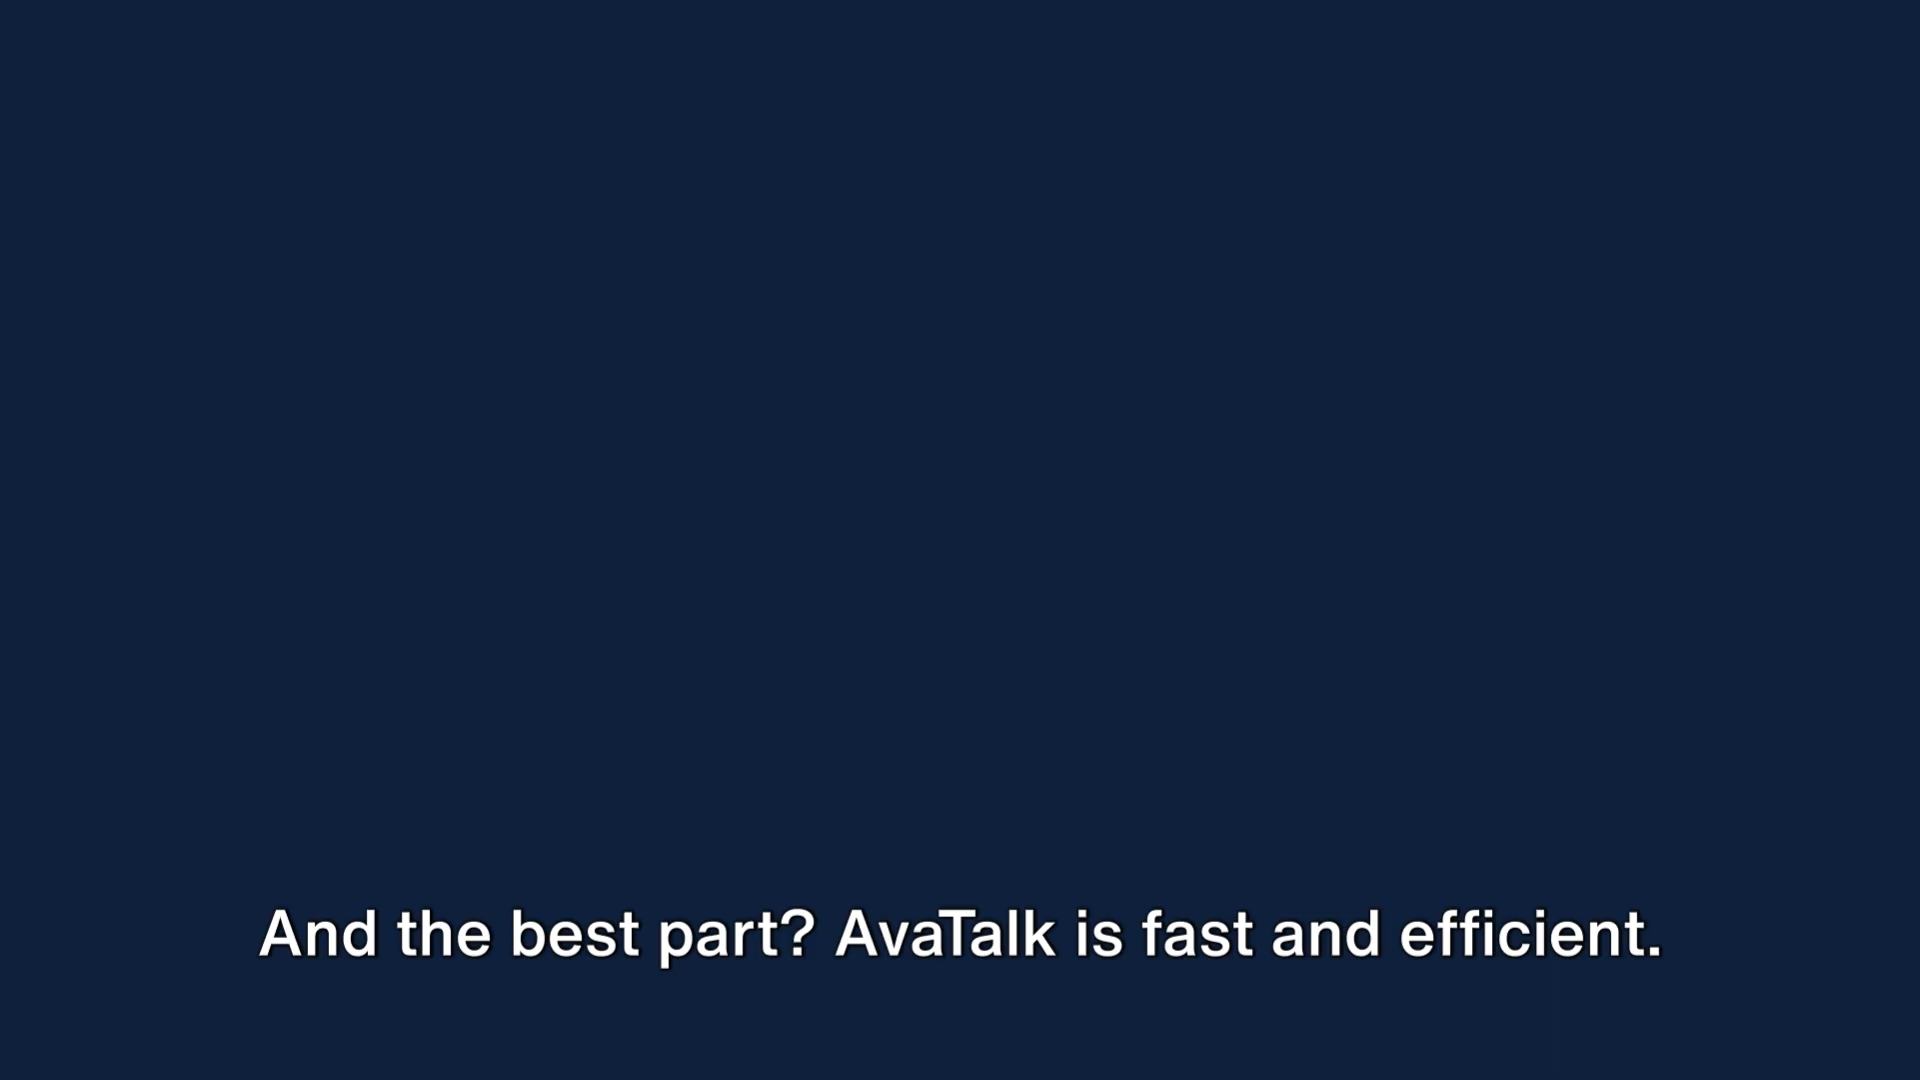 And the best part? AvaTalk is fast and efficient.